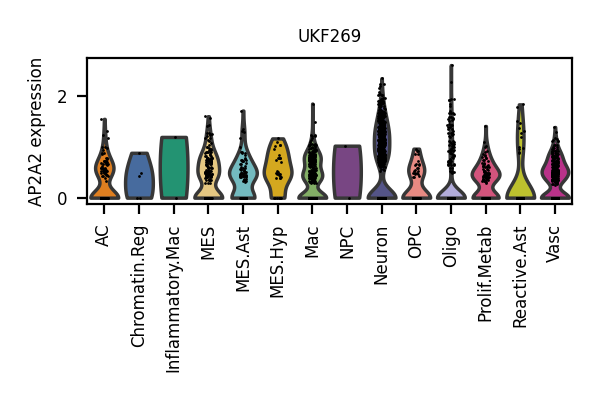 UKF269
AP2A2 expression
2
0
AC
Chromatin.Reg
Inflammatory.Mac
MES
MES.Ast
MES.Hyp
Mac
NPC
Neuron
OPC
Oligo
Prolif.Metab
Reactive.Ast
Vasc